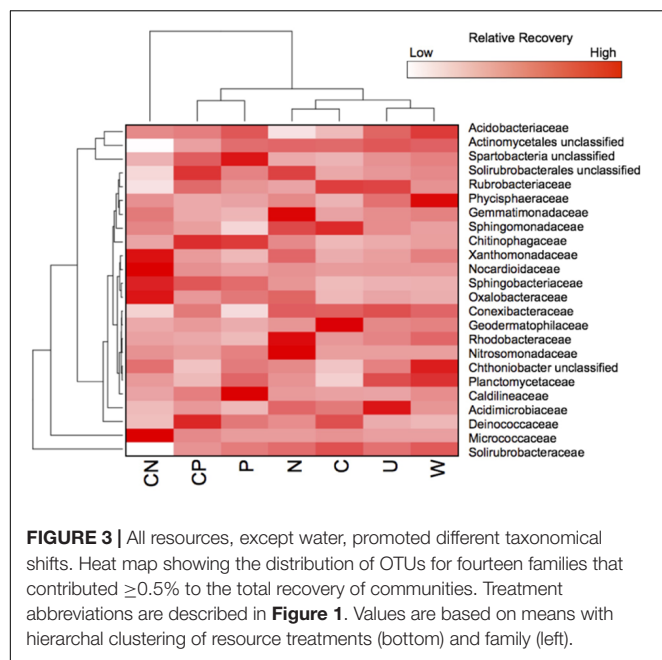 Relative Recovery
Low High
Acidobacteriaceae
Actinomycetales unclassified
Spartobacteria unclassified
Solirubrobacterales unclassified
Rubrobacteriaceae
Phycisphaeraceae
Gemmatimonadaceae
Sphingomonadaceae
Chitinophagaceae
Xanthomonadaceae
Nocardioidaceae
Sphingobacteriaceae
Oxalobacteraceae
Conexibacteraceae
Geodermatophilaceae
Rhodobacteraceae
Nitrosomonadaceae
Chthoniobacter unclassified
Planctomycetaceae
Caldilineaceae
Acidimicrobiaceae
Deinococcaceae
Micrococcaceae
Solirubrobacteraceae
CN CP P N C U W
FIGURE 3 | All resources, except water, promoted different taxonomical
shifts. Heat map showing the distribution of OTUs for fourteen families that
contributed ≥0.5% to the total recovery of communities. Treatment
abbreviations are described in Figure 1. Values are based on means with
hierarchal clustering of resource treatments (bottom) and family (left).